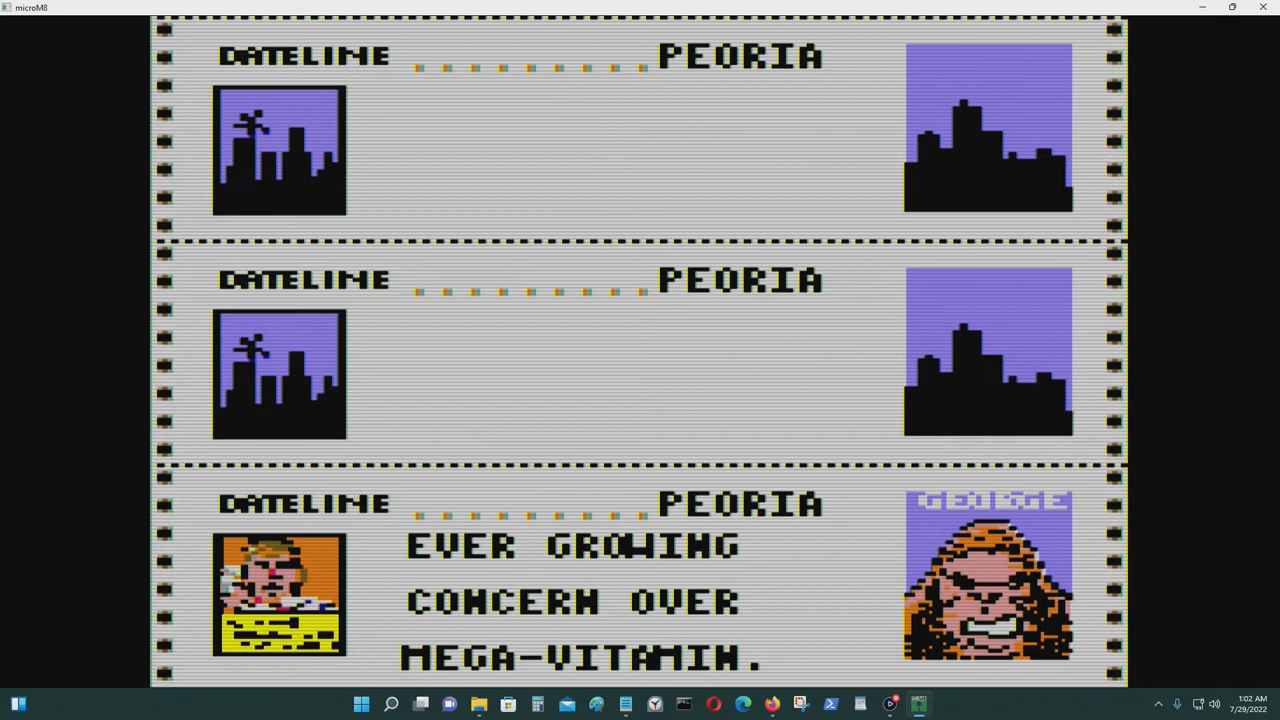 microM8
DATELINE ........PEORIA
DATELINE ........PEORIA
DATELINE ........PEORIA
GEORGE
EVER GROWING
CONCERN OVER
MEGA-VITAMIN.
1:02 AM
7/29/2022